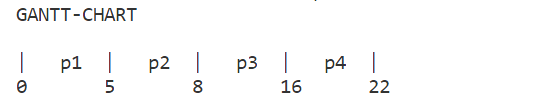 GANTT-CHART
| p1 | p2 | p3 | p4 |
0 5 8 16 22